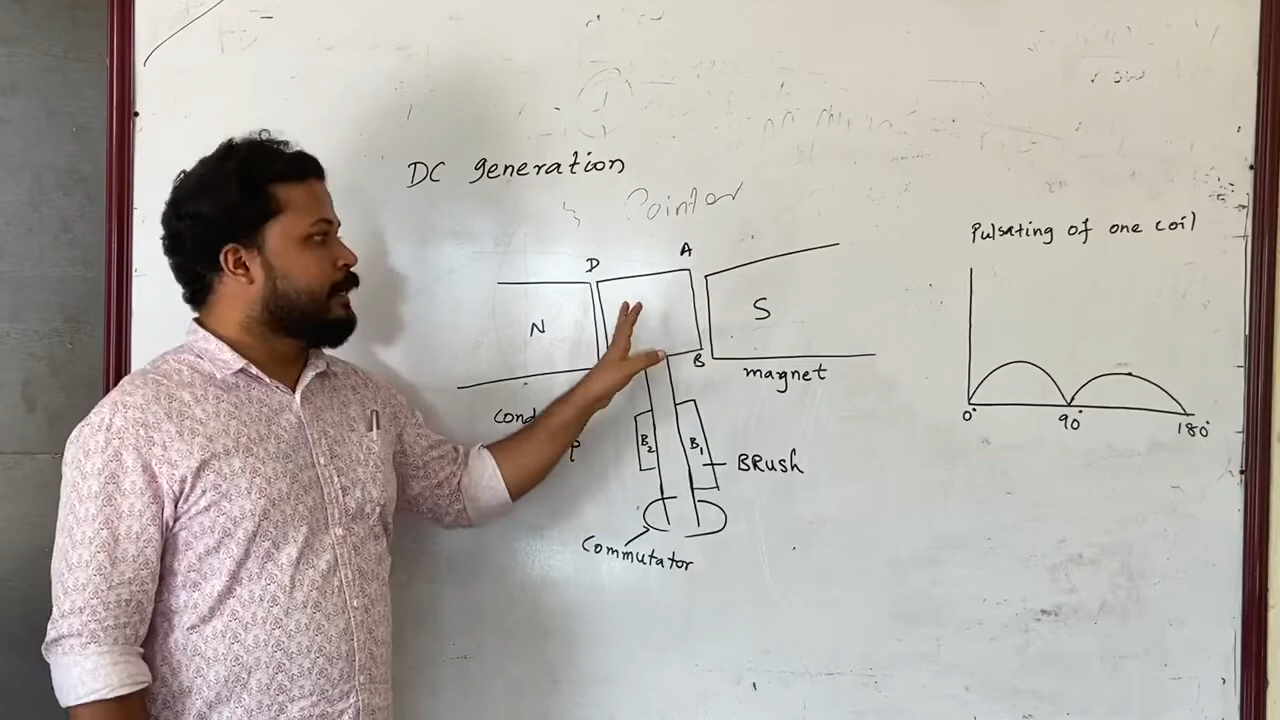 DC generation
Pointer
Pulsating of one coil
D
A
N
S
B
magnet
B2
B1
BRush
Commutator
0°
90°
180°